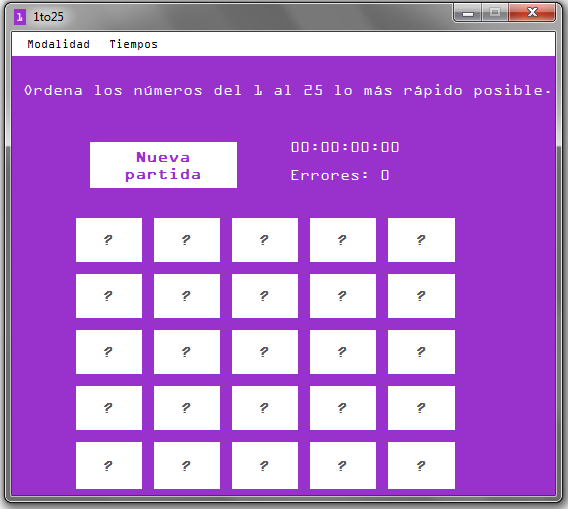 1 1to25
Modalidad Tiempos
Ordena los números del 1 al 25 lo más rápido posible.
Nueva partida
00:00:00:00
Errores: 0
? ? ? ? ?
? ? ? ? ?
? ? ? ? ?
? ? ? ? ?
? ? ? ? ?